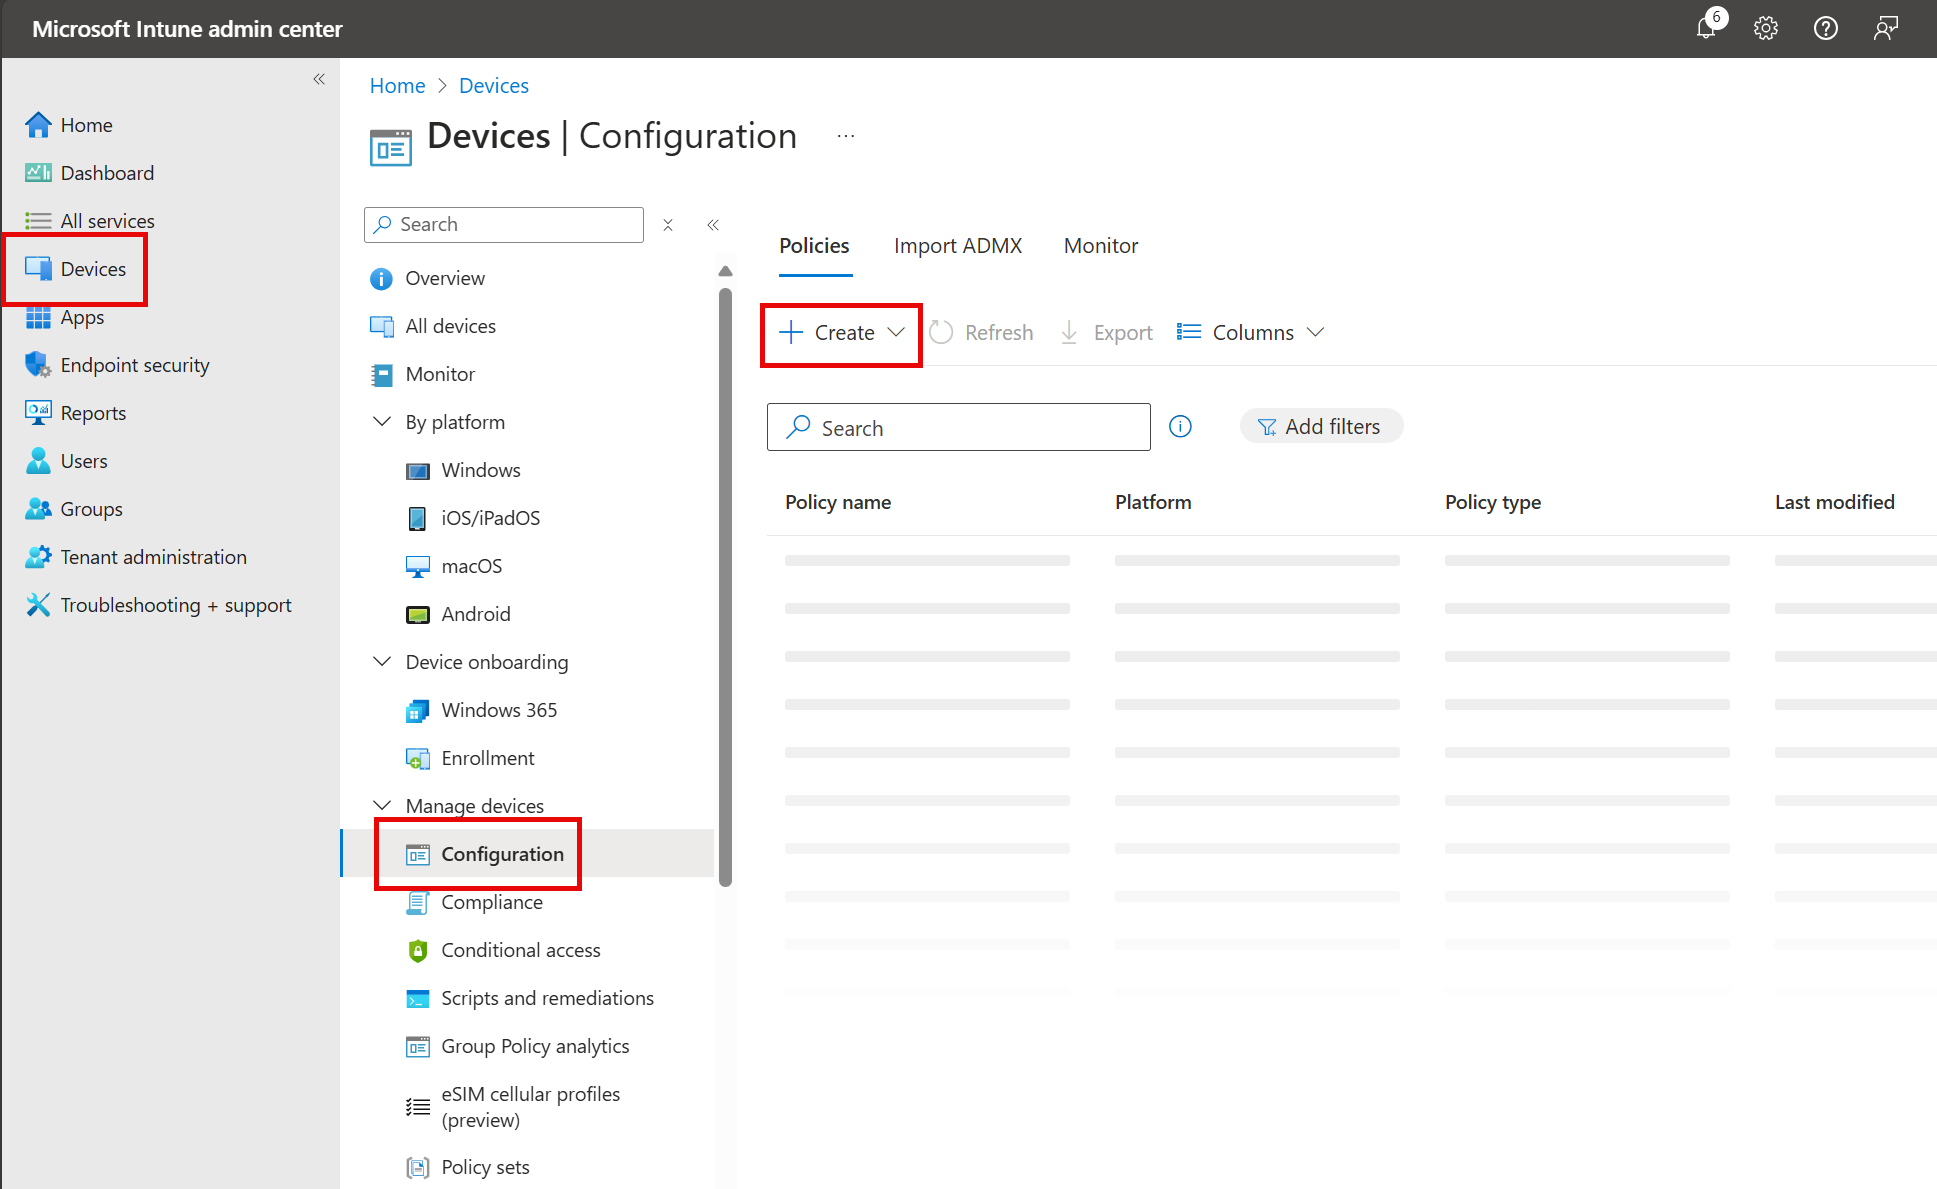 Microsoft Intune admin center
6
Home
Dashboard
All services
Devices
Apps
Endpoint security
Reports
Users
Groups
Tenant administration
Troubleshooting + support
Home > Devices
Devices | Configuration
Search
Overview
All devices
Monitor
By platform
Windows
iOS/iPadOS
macOS
Android
Device onboarding
Windows 365
Enrollment
Manage devices
Configuration
Compliance
Conditional access
Scripts and remediations
Group Policy analytics
eSIM cellular profiles
(preview)
Policy sets
Policies Import ADMX Monitor
Create Refresh Export Columns
Search Add filters
Policy name Platform Policy type Last modified